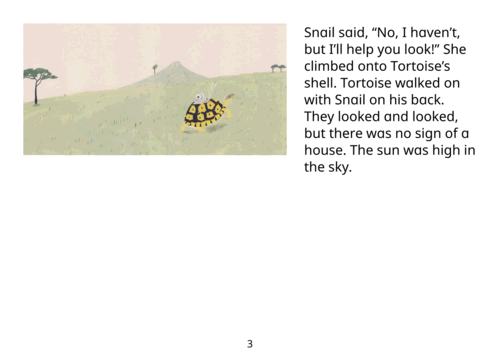 Snail said, “No, I haven’t,
but I’ll help you look!” She
climbed onto Tortoise’s
shell. Tortoise walked on
with Snail on his back.
They looked and looked,
but there was no sign of a
house. The sun was high in
the sky.
3